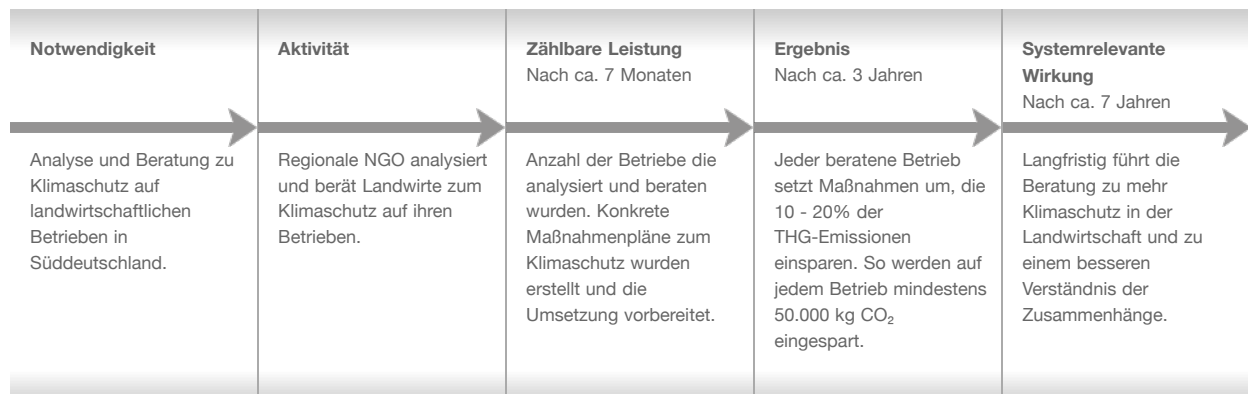 Notwendigkeit
Analyse und Beratung zu
Klimaschutz auf
landwirtschaftlichen
Betrieben in
Süddeutschland.
Aktivität
Regionale NGO analysiert
und berät Landwirte zum
Klimaschutz auf ihren
Betrieben.
Zählbare Leistung
Nach ca. 7 Monaten
Anzahl der Betriebe die
analysiert und beraten
wurden. Konkrete
Maßnahmenpläne zum
Klimaschutz wurden
erstellt und die
Umsetzung vorbereitet.
Ergebnis
Nach ca. 3 Jahren
Jeder beratene Betrieb
setzt Maßnahmen um, die
10 - 20% der
THG-Emissionen
einsparen. So werden auf
jedem Betrieb mindestens
50.000 kg CO₂
eingespart.
Systemrelevante
Wirkung
Nach ca. 7 Jahren
Langfristig führt die
Beratung zu mehr
Klimaschutz in der
Landwirtschaft und zu
einem besseren
Verständnis der
Zusammenhänge.